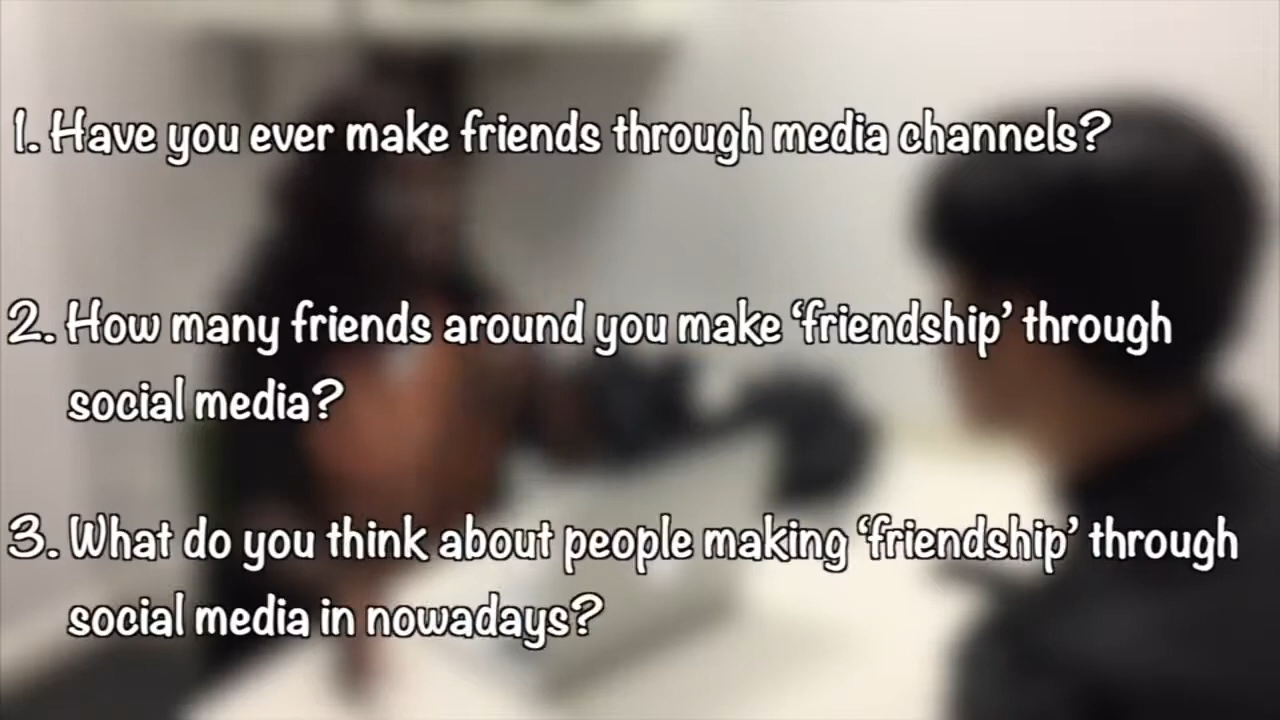 1. Have you ever make friends through media channels?
2. How many friends around you make ‘friendship’ through
social media?
3. What do you think about people making ‘friendship’ through
social media in nowadays?